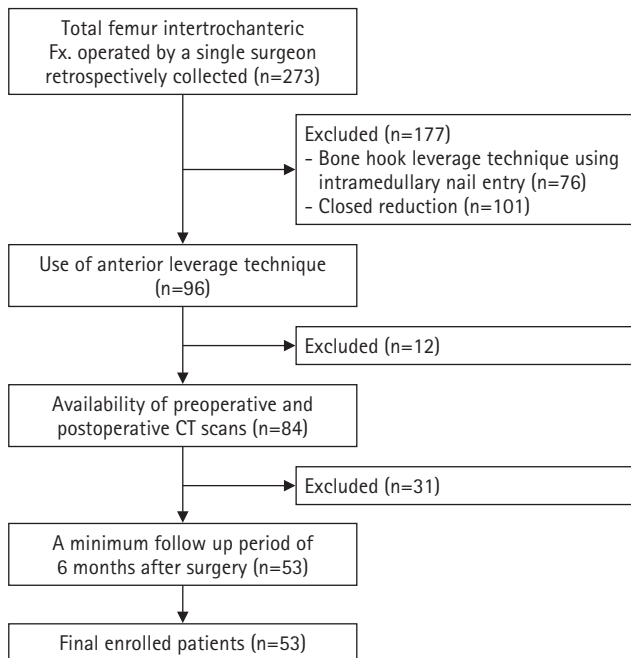 Total femur intertrochanteric
Fx. operated by a single surgeon
retrospectively collected (n=273)
Excluded (n=177)
- Bone hook leverage technique using
intramedullary nail entry (n=76)
- Closed reduction (n=101)
Use of anterior leverage technique
(n=96)
Excluded (n=12)
Availability of preoperative and
postoperative CT scans (n=84)
Excluded (n=31)
A minimum follow up period of
6 months after surgery (n=53)
Final enrolled patients (n=53)